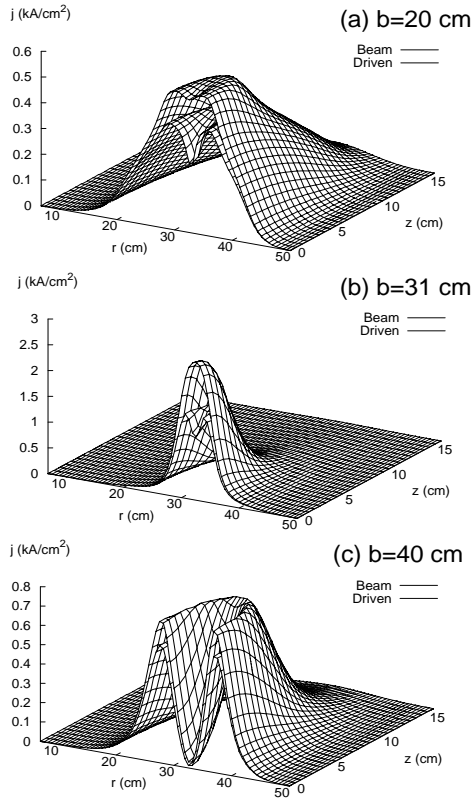 (a) b=20 cm
j (kA/cm²)
Beam
Driven
0.6
0.5
0.4
0.3
0.2
0.1
0
10
20
30
40
50
r (cm)
0
5
10
15
z (cm)
(b) b=31 cm
j (kA/cm²)
Beam
Driven
3
2.5
2
1.5
1
0.5
0
10
20
30
40
50
r (cm)
0
5
10
15
z (cm)
(c) b=40 cm
j (kA/cm²)
Beam
Driven
0.8
0.7
0.6
0.5
0.4
0.3
0.2
0.1
0
10
20
30
40
50
r (cm)
0
5
10
15
z (cm)